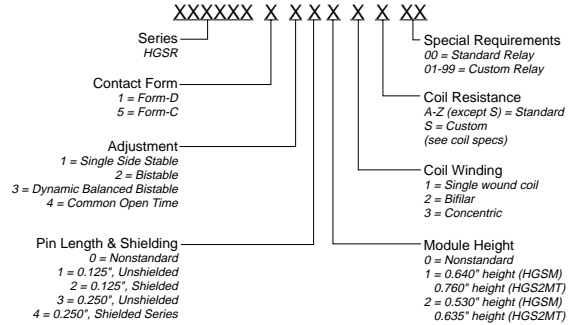 XXXXXX X X X X X X XX
Series
HGSR
Contact Form
1 = Form-D
5 = Form-C
Adjustment
1 = Single Side Stable
2 = Bistable
3 = Dynamic Balanced Bistable
4 = Common Open Time
Pin Length & Shielding
0 = Nonstandard
1 = 0.125", Unshielded
2 = 0.125", Shielded
3 = 0.250", Unshielded
4 = 0.250", Shielded Series
Special Requirements
00 = Standard Relay
01-99 = Custom Relay
Coil Resistance
A-Z (except S) = Standard
S = Custom
(see coil specs)
Coil Winding
1 = Single wound coil
2 = Bifilar
3 = Concentric
Module Height
0 = Nonstandard
1 = 0.640" height (HGSM)
0.760" height (HGS2MT)
2 = 0.530" height (HGSM)
0.635" height (HGS2MT)